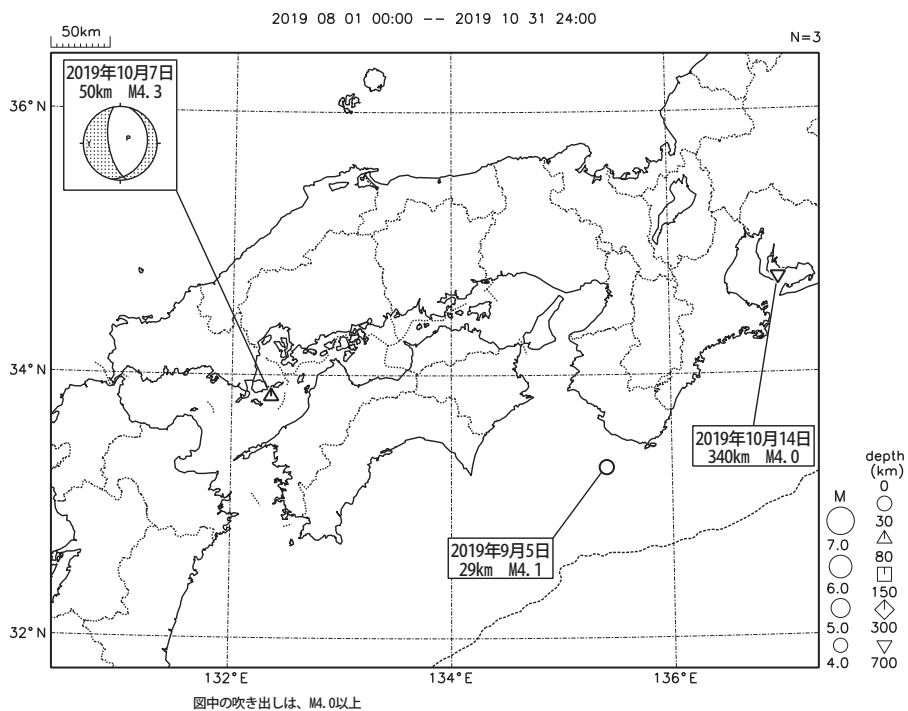 2019 08 01 00:00 -- 2019 10 31 24:00
50km
N=3
2019年10月7日
50km M4.3
P
T
36°N
34°N
32°N
132°E
134°E
136°E
2019年10月14日
340km M4.0
2019年9月5日
29km M4.1
M
7.0
6.0
5.0
4.0
depth
(km)
0
30
80
150
300
700
図中の吹き出しは、M4.0以上